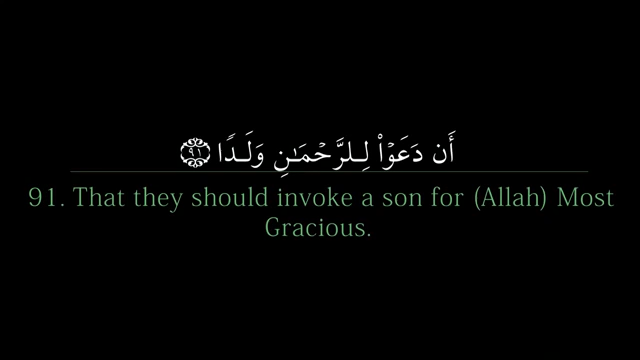 أَن دَعَوْا۟ لِلرَّحْمَـٰنِ وَلَدًا ۝٩١
91. That they should invoke a son for (Allah) Most
Gracious.